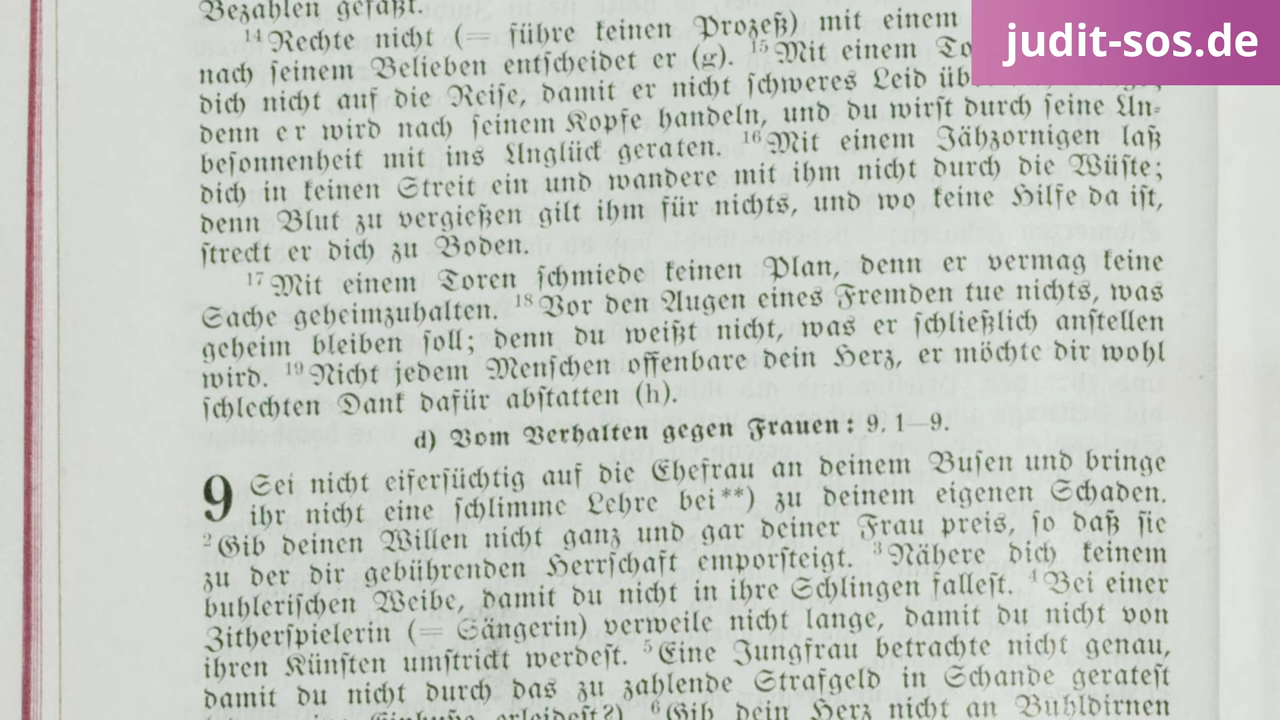 Bezahlen gefaßt.
judit-sos.de
14 Rechte nicht (= führe keinen Prozeß) mit einem
nach seinem Belieben entscheidet er (g). 15 Mit einem
dich nicht auf die Reise, damit er nicht schweres Leid
denn er wird nach seinem Kopfe handeln, und du wirst durch seine Un-
besonnenheit mit ins Unglück geraten. 16 Mit einem Jähzornigen laß
dich in keinen Streit ein und wandere mit ihm nicht durch die Wüste;
denn Blut zu vergießen gilt ihm für nichts, und wo keine Hilfe da ist,
streckt er dich zu Boden.
17 Mit einem Toren schmiede keinen Plan, denn er vermag keine
Sache geheimzuhalten. 18 Vor den Augen eines Fremden tue nichts, was
geheim bleiben soll; denn du weißt nicht, was er schließlich anstellen
wird. 19 Nicht jedem Menschen offenbare dein Herz, er möchte dir wohl
schlechten Dank dafür abstatten (h).
d) Vom Verhalten gegen Frauen: 9, 1—9.
9 Sei nicht eifersüchtig auf die Ehefrau an deinem Busen und bringe
ihr nicht eine schlimme Lehre bei**) zu deinem eigenen Schaden.
2 Gib deinen Willen nicht ganz und gar deiner Frau preis, so daß sie
zu der dir gebührenden Herrschaft emporsteigt. 3 Nähere dich keinem
buhlerischen Weibe, damit du nicht in ihre Schlingen fallest. 4 Bei einer
Zitherspielerin (= Sängerin) verweile nicht lange, damit du nicht von
ihren Künsten umstrickt werdest. 5 Eine Jungfrau betrachte nicht genau,
damit du nicht durch das zu zahlende Strafgeld in Schande geratest
Einbuße erleidest?). 6 Gib dein Herz nicht an Buhldirnen